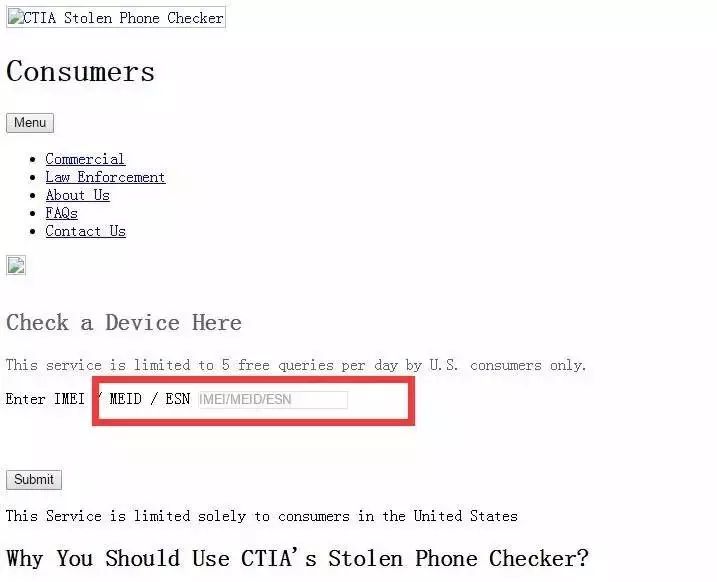 CTIA Stolen Phone Checker
Consumers
Menu
Commercial
Law Enforcement
About Us
FAQs
Contact Us
Check a Device Here
This service is limited to 5 free queries per day by U.S. consumers only.
Enter IMEI / MEID / ESN IMEI/MEID/ESN
Submit
This Service is limited solely to consumers in the United States
Why You Should Use CTIA's Stolen Phone Checker?